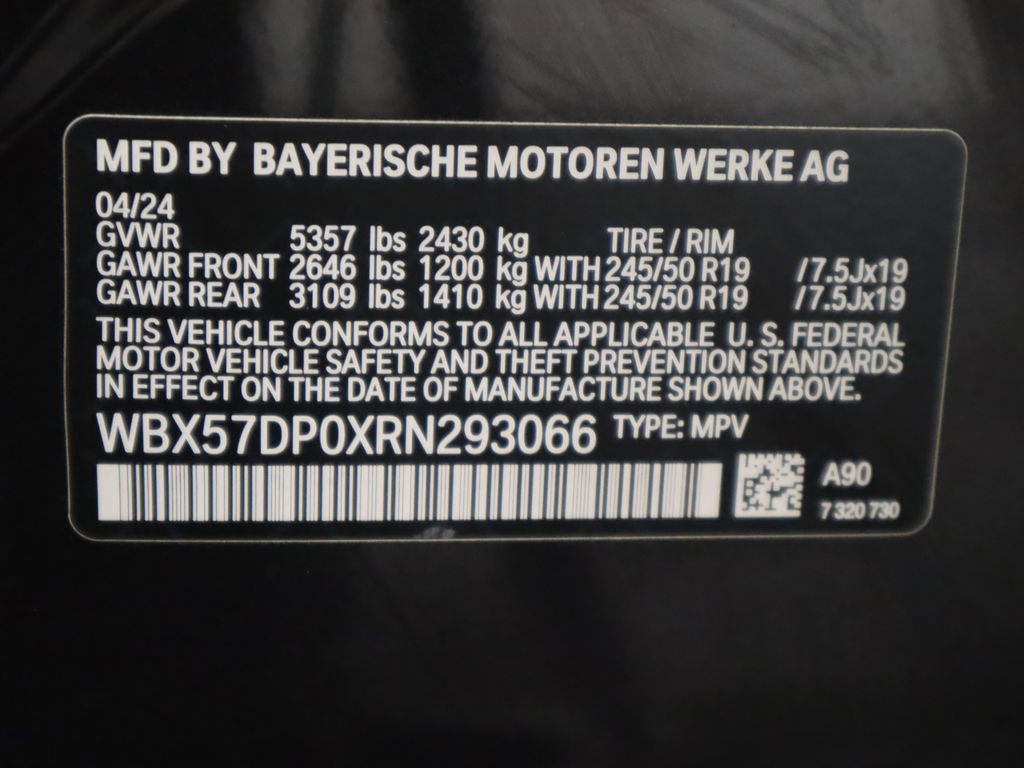 MFD BY BAYERISCHE MOTOREN WERKE AG
04/24
GVWR 5357 lbs 2430 kg TIRE / RIM
GAWR FRONT 2646 lbs 1200 kg WITH 245/50 R19 /7.5Jx19
GAWR REAR 3109 lbs 1410 kg WITH 245/50 R19 /7.5Jx19
THIS VEHICLE CONFORMS TO ALL APPLICABLE U. S. FEDERAL
MOTOR VEHICLE SAFETY AND THEFT PREVENTION STANDARDS
IN EFFECT ON THE DATE OF MANUFACTURE SHOWN ABOVE.
WBX57DP0XRN293066 TYPE: MPV
A90
7 320 730